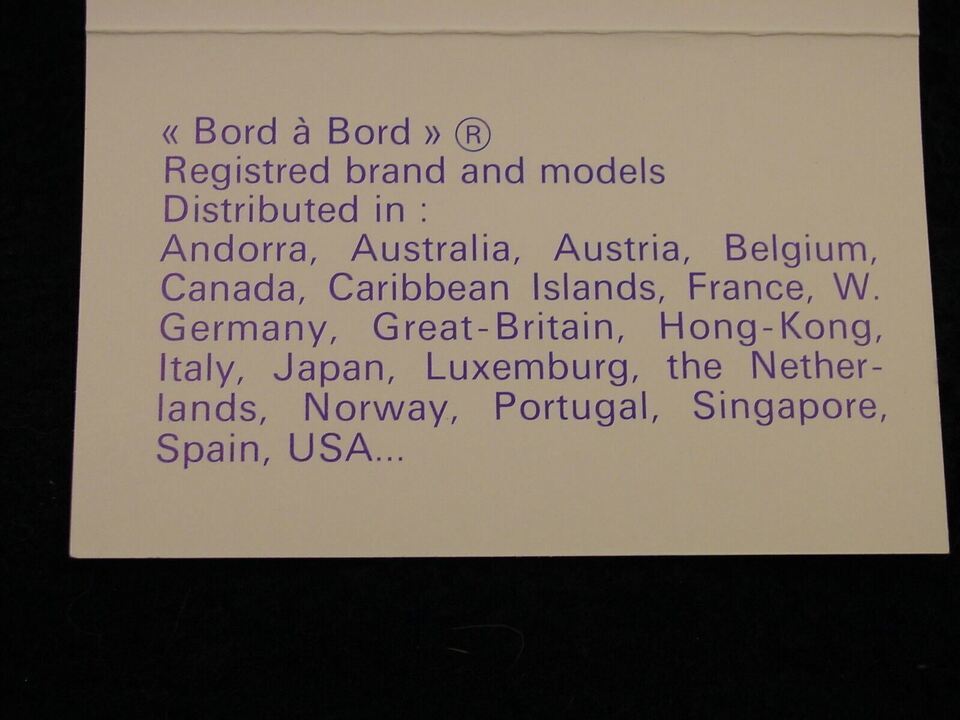 « Bord à Bord » ®
Registred brand and models
Distributed in :
Andorra, Australia, Austria, Belgium,
Canada, Caribbean Islands, France, W.
Germany, Great-Britain, Hong-Kong,
Italy, Japan, Luxemburg, the Nether-
lands, Norway, Portugal, Singapore,
Spain, USA...